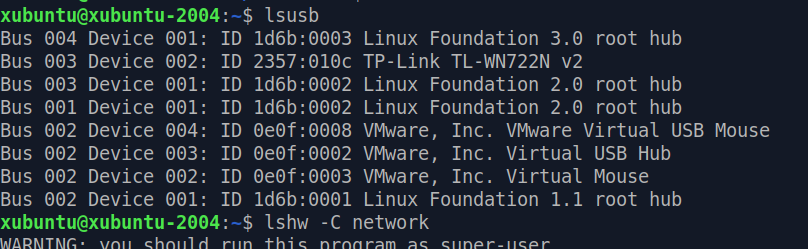 xubuntu@xubuntu-2004:~$ lsusb
Bus 004 Device 001: ID 1d6b:0003 Linux Foundation 3.0 root hub
Bus 003 Device 002: ID 2357:010c TP-Link TL-WN722N v2
Bus 003 Device 001: ID 1d6b:0002 Linux Foundation 2.0 root hub
Bus 001 Device 001: ID 1d6b:0002 Linux Foundation 2.0 root hub
Bus 002 Device 004: ID 0e0f:0008 VMware, Inc. VMware Virtual USB Mouse
Bus 002 Device 003: ID 0e0f:0002 VMware, Inc. Virtual USB Hub
Bus 002 Device 002: ID 0e0f:0003 VMware, Inc. Virtual Mouse
Bus 002 Device 001: ID 1d6b:0001 Linux Foundation 1.1 root hub
xubuntu@xubuntu-2004:~$ lshw -C network
WARNING: you should run this program as super-user